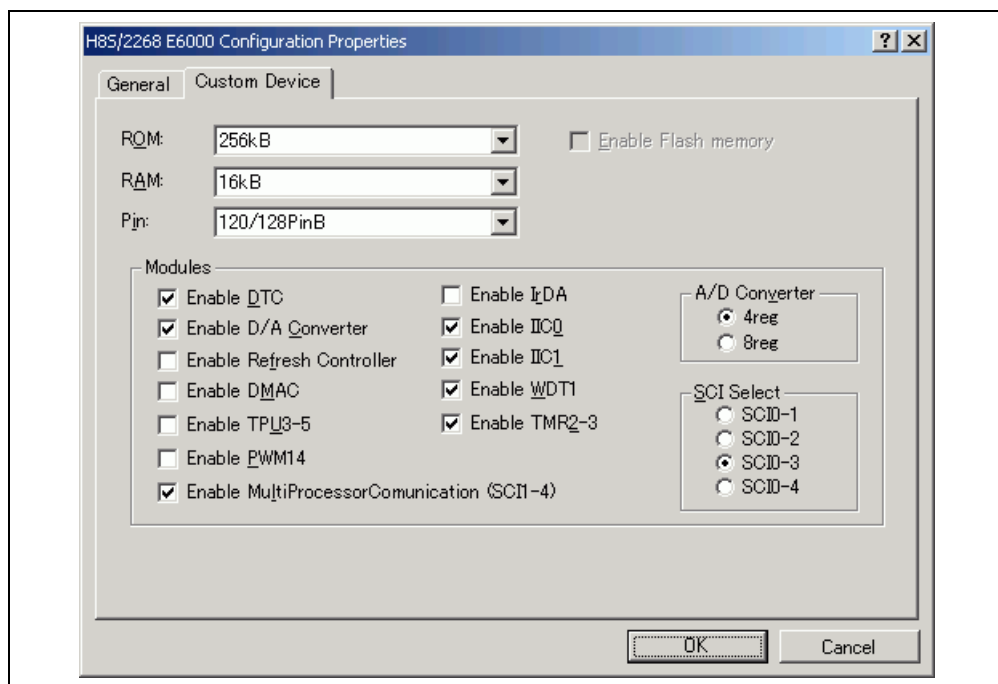 H8S/2268 E6000 Configuration Properties
General
Custom Device
ROM:
256kB
Enable Flash memory
RAM:
16kB
Pin:
120/128PinB
Modules
Enable DTC
Enable D/A Converter
Enable Refresh Controller
Enable DMAC
Enable TPU3-5
Enable PWM14
Enable MultiProcessorComunication (SCI1-4)
Enable IrDA
Enable IIC0
Enable IIC1
Enable WDT1
Enable TMR2-3
A/D Converter
4reg
8reg
SCI Select
SCI0-1
SCI0-2
SCI0-3
SCI0-4
OK
Cancel